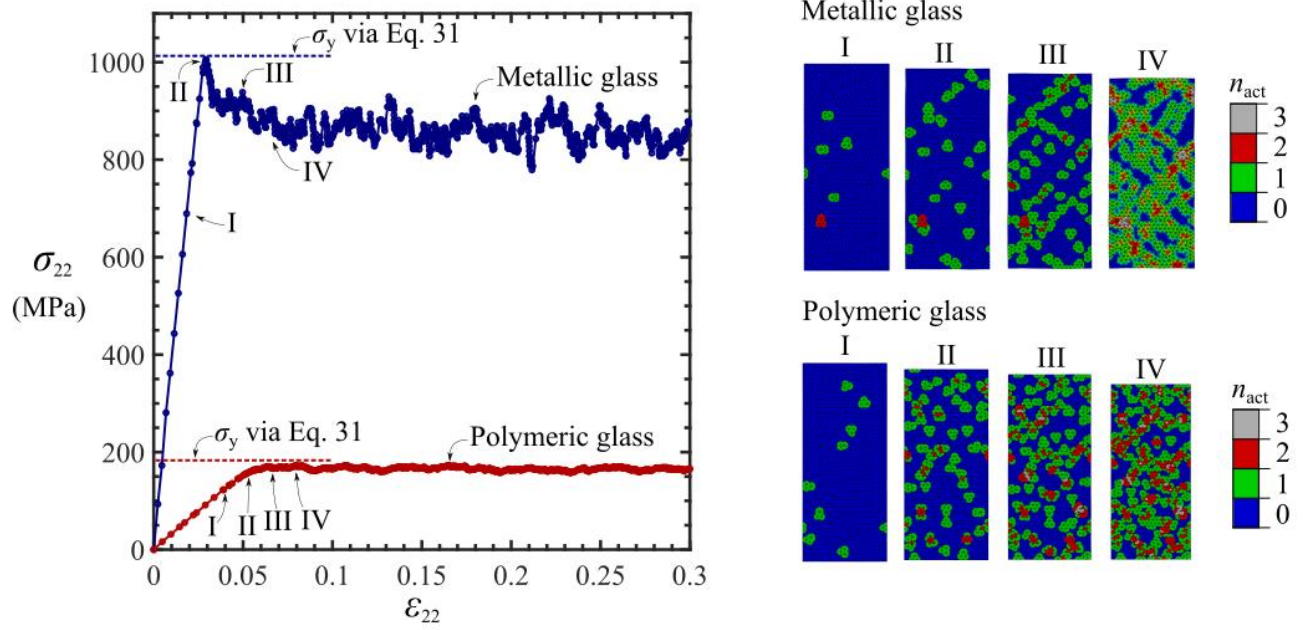 σy via Eq. 31
1000
II
III
Metallic glass
800
IV
I
600
σ22
(MPa)
400
σy via Eq. 31
Polymeric glass
200
I
II
III
IV
0
0
0.05
0.1
0.15
0.2
0.25
0.3
ε22
Metallic glass
I
II
III
IV
nact
3
2
1
0
Polymeric glass
I
II
III
IV
nact
3
2
1
0